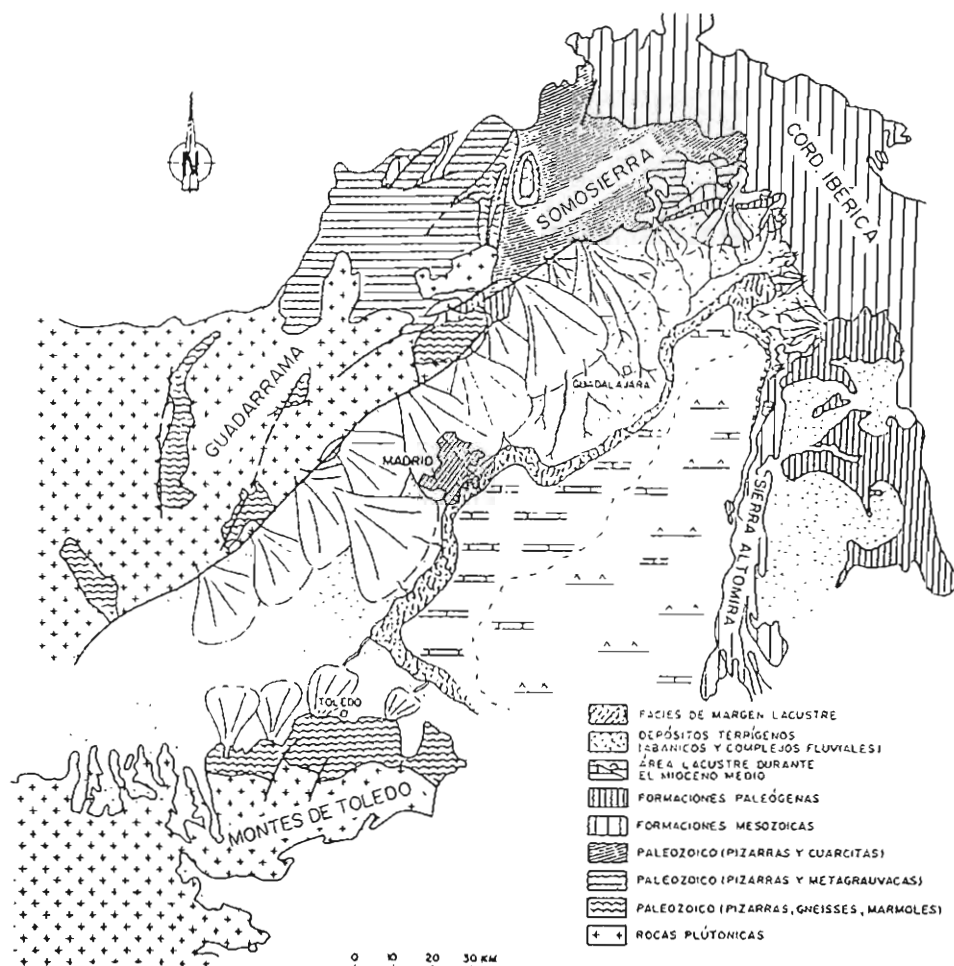 N
SOMOSIERRA
CORD. IBÉRICA
GUADARRAMA
GUADALAJARA
MADRID
SIERRA ALTOMIRA
TOLEDO
MONTES DE TOLEDO
FACIES DE MARGEN LACUSTRE
DEPÓSITOS TERRÍGENOS
(ABANICOS Y COMPLEJOS FLUVIALES)
ÁREA LACUSTRE DURANTE
EL MIOCENO MEDIO
FORMACIONES PALEÓGENAS
FORMACIONES MESOZOICAS
PALEOZOICO (PIZARRAS Y CUARCITAS)
PALEOZOICO (PIZARRAS Y METAGRAUVACAS)
PALEOZOICO (PIZARRAS, GNEISSES, MARMOLES)
ROCAS PLUTONICAS
0 10 20 30 KM